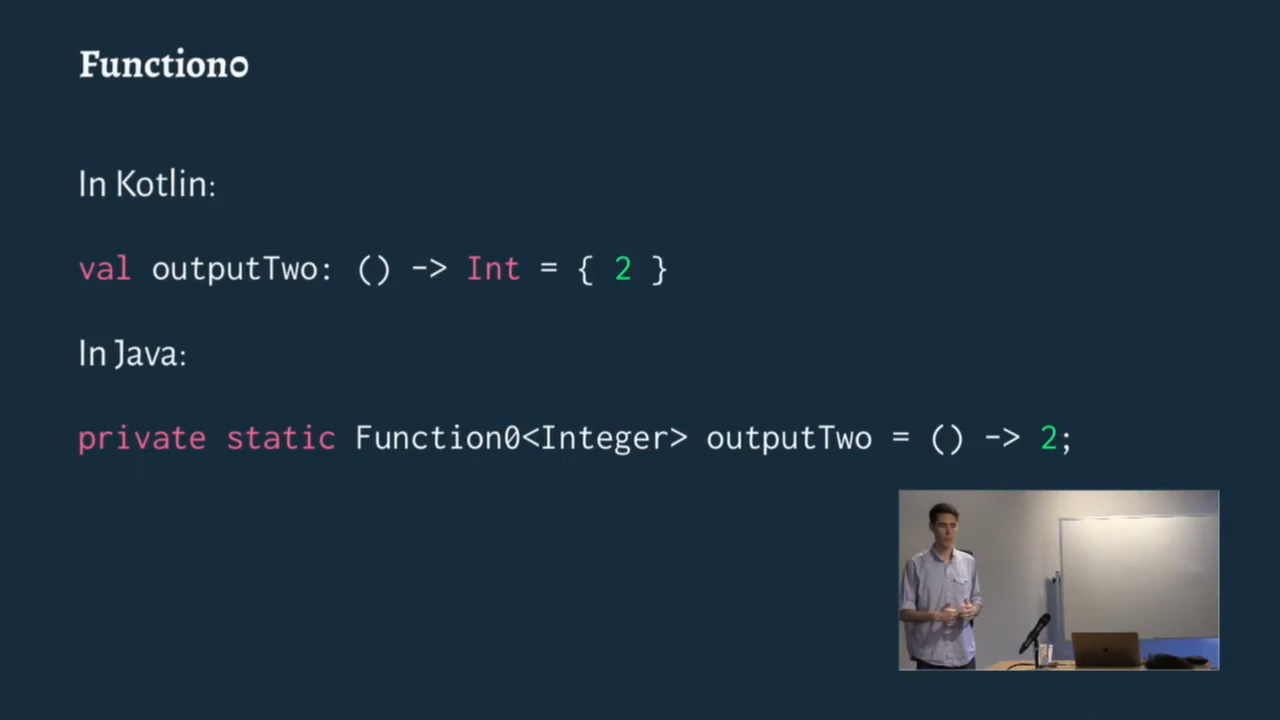 Function0
In Kotlin:
val outputTwo: () -> Int = { 2 }
In Java:
private static Function0<Integer> outputTwo = () -> 2;